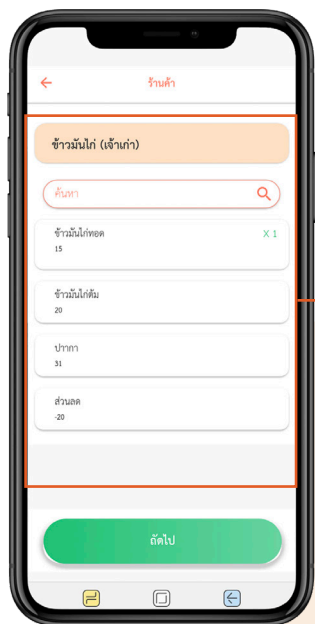 ร้านค้า
ข้าวมันไก่ (เจ้าเก่า)
ค้นหา
ข้าวมันไก่ทอด X 1
15
ข้าวมันไก่ต้ม
20
ปากกา
31
ส่วนลด
-20
ถัดไป